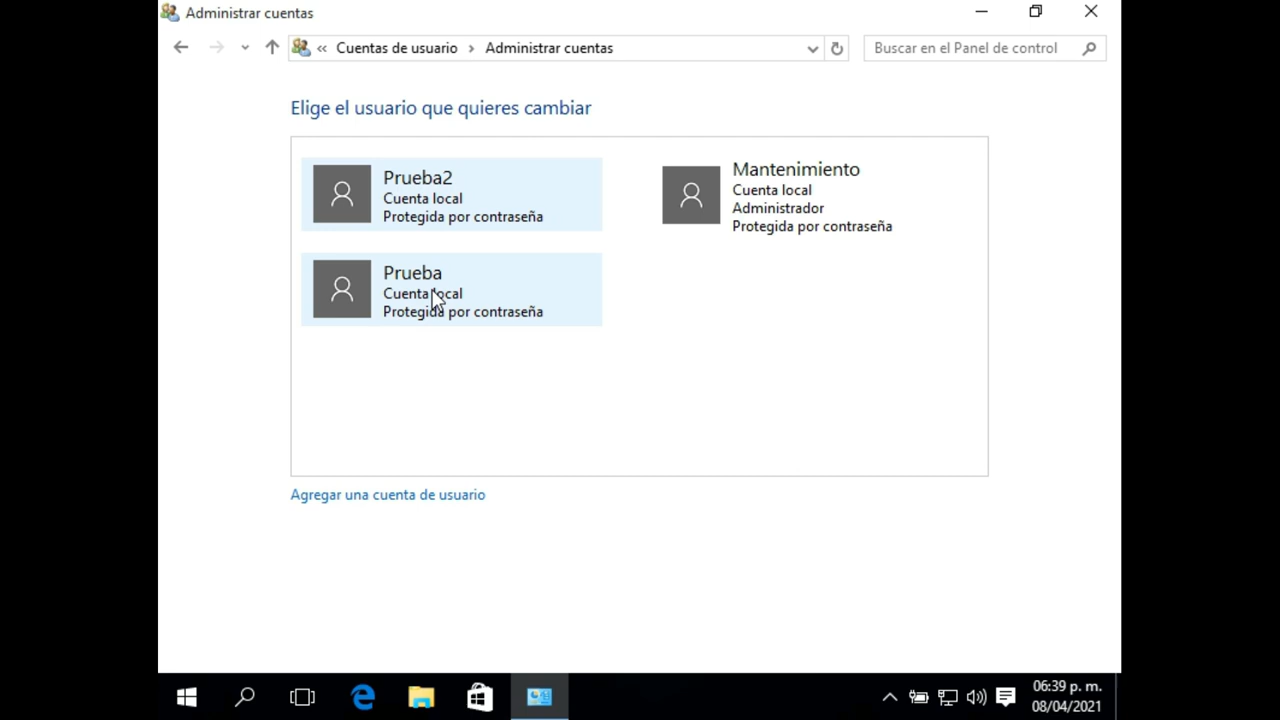 Administrar cuentas
« Cuentas de usuario › Administrar cuentas
Buscar en el Panel de control
Elige el usuario que quieres cambiar
Prueba2
Cuenta local
Protegida por contraseña
Mantenimiento
Cuenta local
Administrador
Protegida por contraseña
Prueba
Cuenta local
Protegida por contraseña
Agregar una cuenta de usuario
06:39 p. m.
08/04/2021